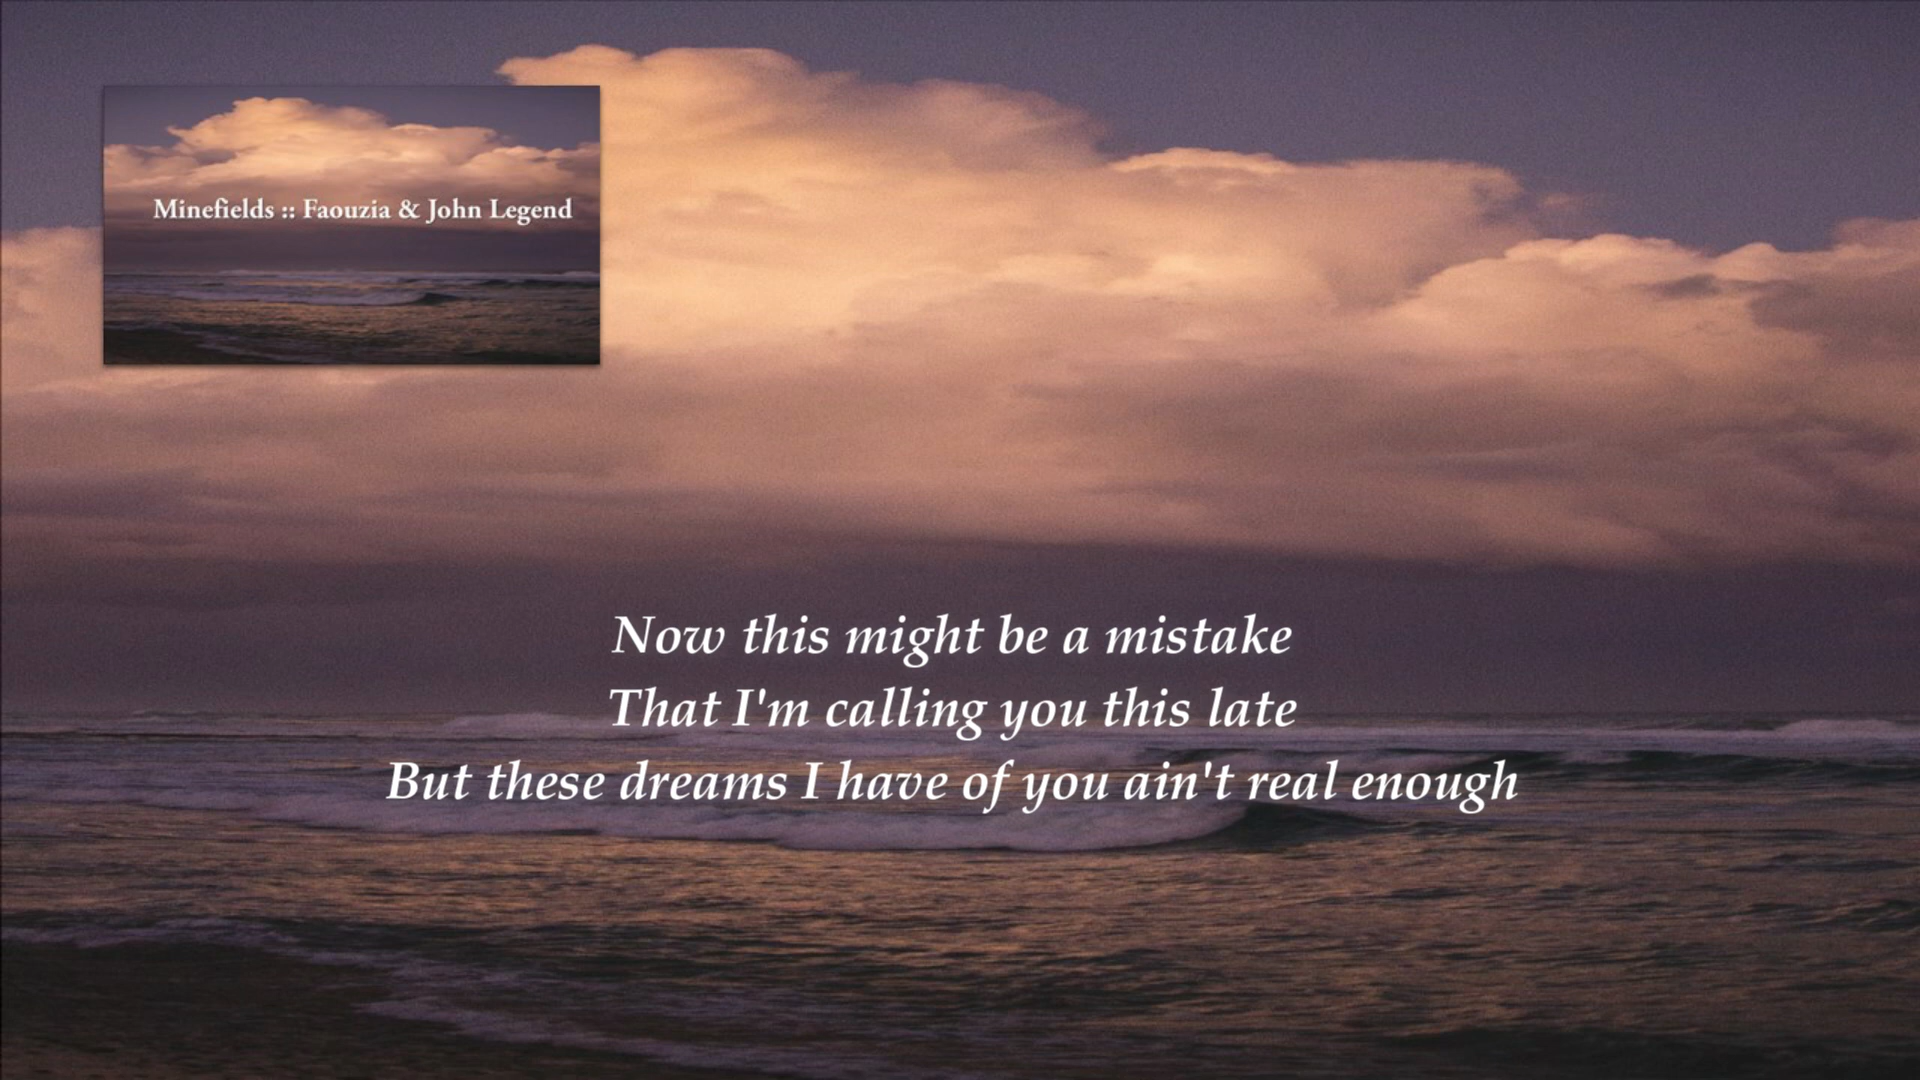 Minefields :: Faouzia & John Legend
Now this might be a mistake
That I'm calling you this late
But these dreams I have of you ain't real enough